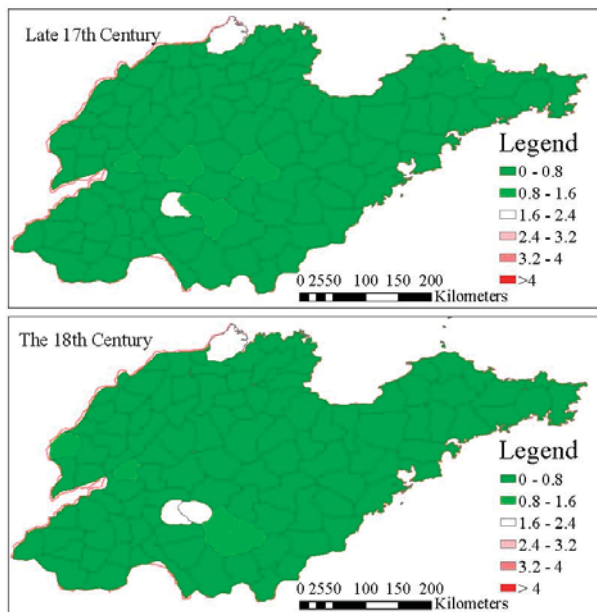 Late 17th Century
Legend
0 - 0.8
0.8 - 1.6
1.6 - 2.4
2.4 - 3.2
3.2 - 4
>4
0 2550 100 150 200
Kilometers
The 18th Century
Legend
0 - 0.8
0.8 - 1.6
1.6 - 2.4
2.4 - 3.2
3.2 - 4
> 4
0 2550 100 150 200
Kilometers